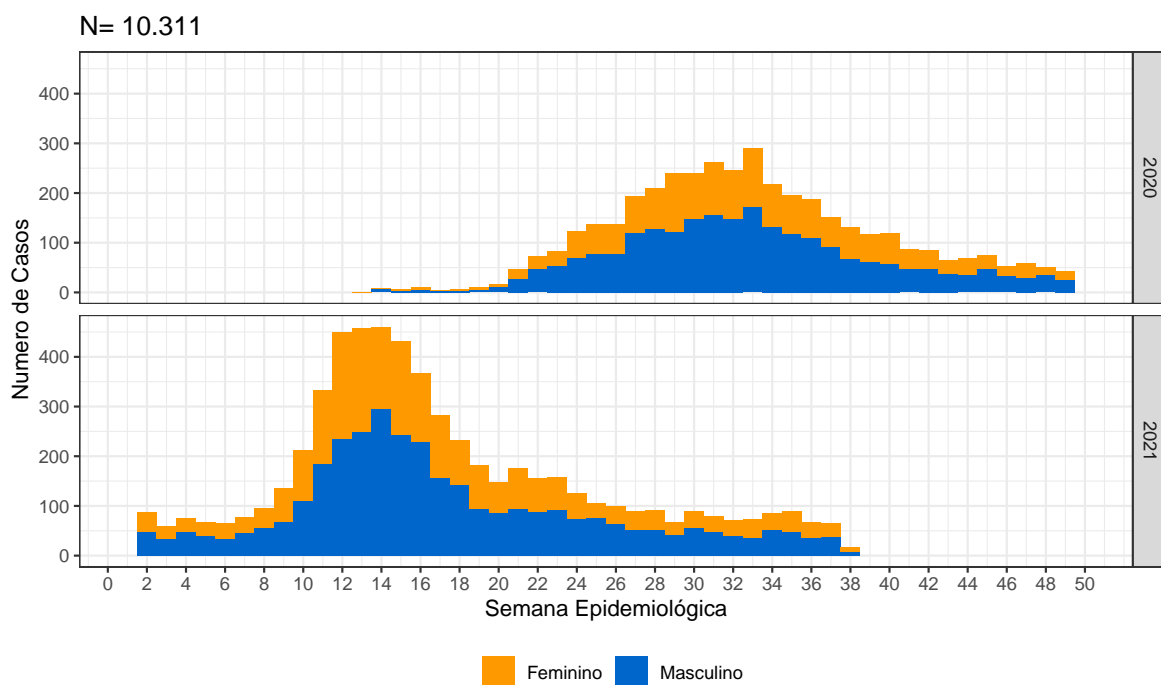 N= 10.311
Numero de Casos
400
300
200
100
0
2020
400
300
200
100
0
2021
0 2 4 6 8 10 12 14 16 18 20 22 24 26 28 30 32 34 36 38 40 42 44 46 48 50
Semana Epidemiológica
Feminino Masculino